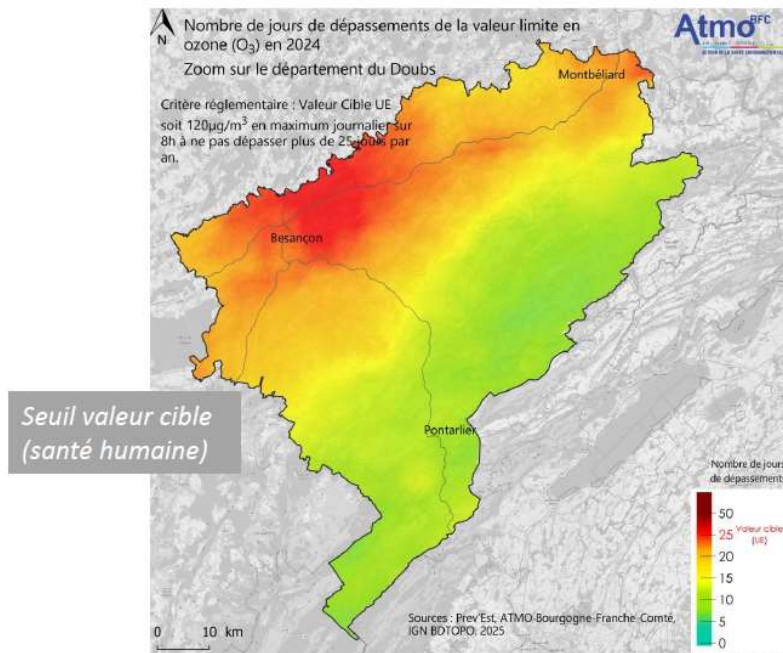 N
Nombre de jours de dépassements de la valeur limite en
ozone (O₃) en 2024
Zoom sur le département du Doubs
Critère réglementaire : Valeur Cible UE
soit 120µg/m³ en maximum journalier sur
8h à ne pas dépasser plus de 25 jours par
an.
Atmo BFC
Montbéliard
Besançon
Seuil valeur cible
(santé humaine)
Pontarlier
Nombre de jours
de dépassements
50
25 Valeur cible
(UE)
20
15
10
5
0
Sources : Prev'Est, ATMO-Bourgogne-Franche-Comté,
IGN BDTOPO, 2025
0 10 km